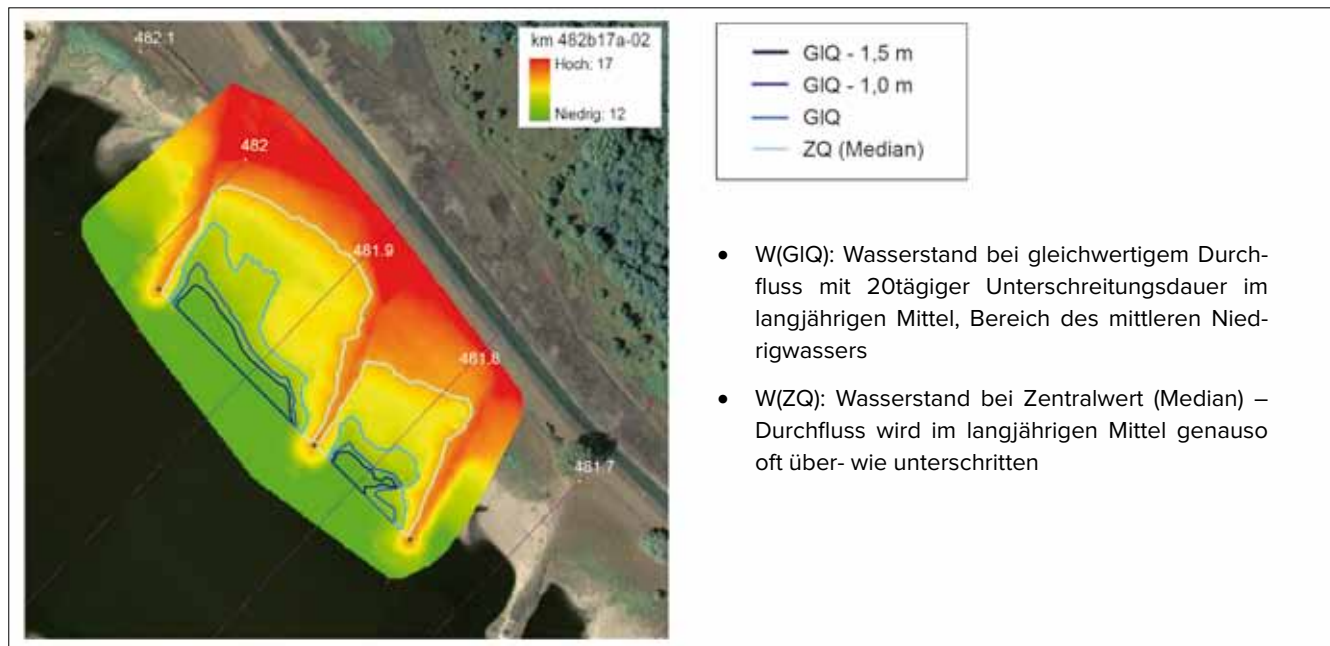 482.1
km 482b17a-02
Hoch: 17
Niedrig: 12
482
481.9
481.8
481.7
GlQ - 1,5 m
GlQ - 1,0 m
GlQ
ZQ (Median)
• W(GlQ): Wasserstand bei gleichwertigem Durch-
fluss mit 20tägiger Unterschreitungsdauer im
langjährigen Mittel, Bereich des mittleren Nied-
rigwassers
• W(ZQ): Wasserstand bei Zentralwert (Median) –
Durchfluss wird im langjährigen Mittel genauso
oft über- wie unterschritten